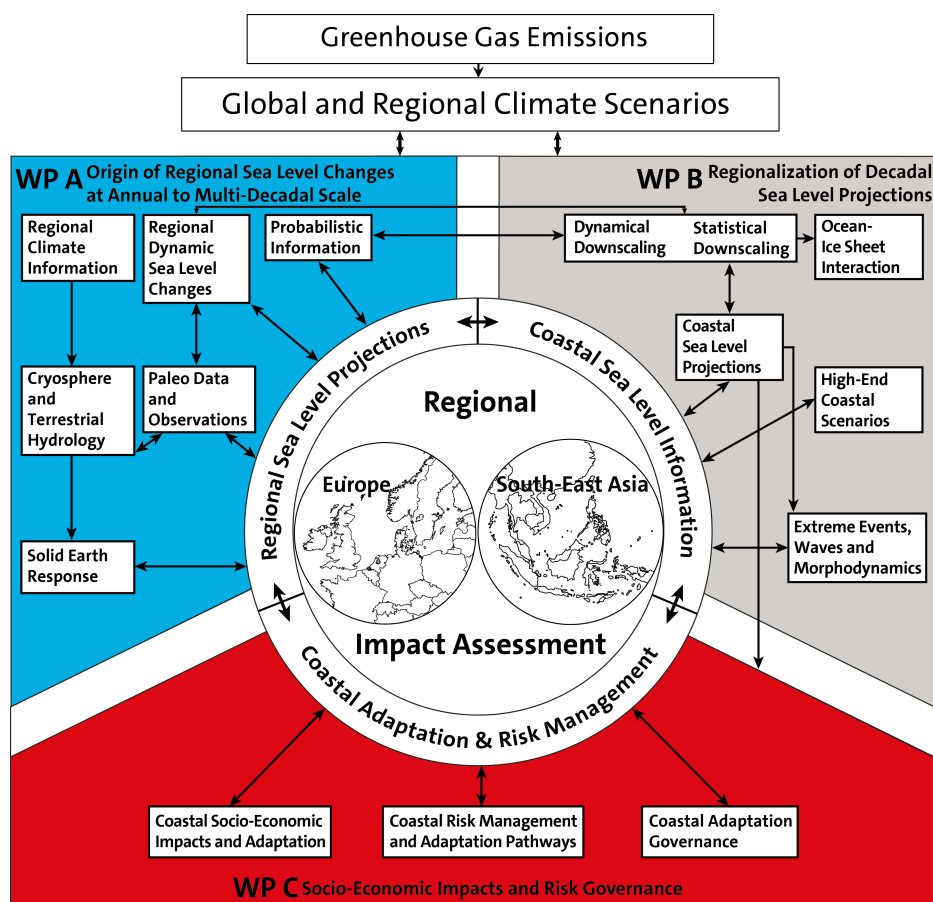 Greenhouse Gas Emissions
Global and Regional Climate Scenarios
WP A Origin of Regional Sea Level Changes
at Annual to Multi-Decadal Scale
Regional
Climate
Information
Regional
Dynamic
Sea Level
Changes
Probabilistic
Information
Cryosphere
and
Terrestrial
Hydrology
Paleo Data
and
Observations
Solid Earth
Response
WP B Regionalization of Decadal
Sea Level Projections
Dynamical
Downscaling
Statistical
Downscaling
Ocean-
Ice Sheet
Interaction
Coastal
Sea Level
Projections
High-End
Coastal
Scenarios
Extreme Events,
Waves and
Morphodynamics
Regional Sea Level Projections
Coastal Sea Level Information
Coastal Adaptation & Risk Management
Regional
Europe
South-East Asia
Impact Assessment
Coastal Socio-Economic
Impacts and Adaptation
Coastal Risk Management
and Adaptation Pathways
Coastal Adaptation
Governance
WP C Socio-Economic Impacts and Risk Governance